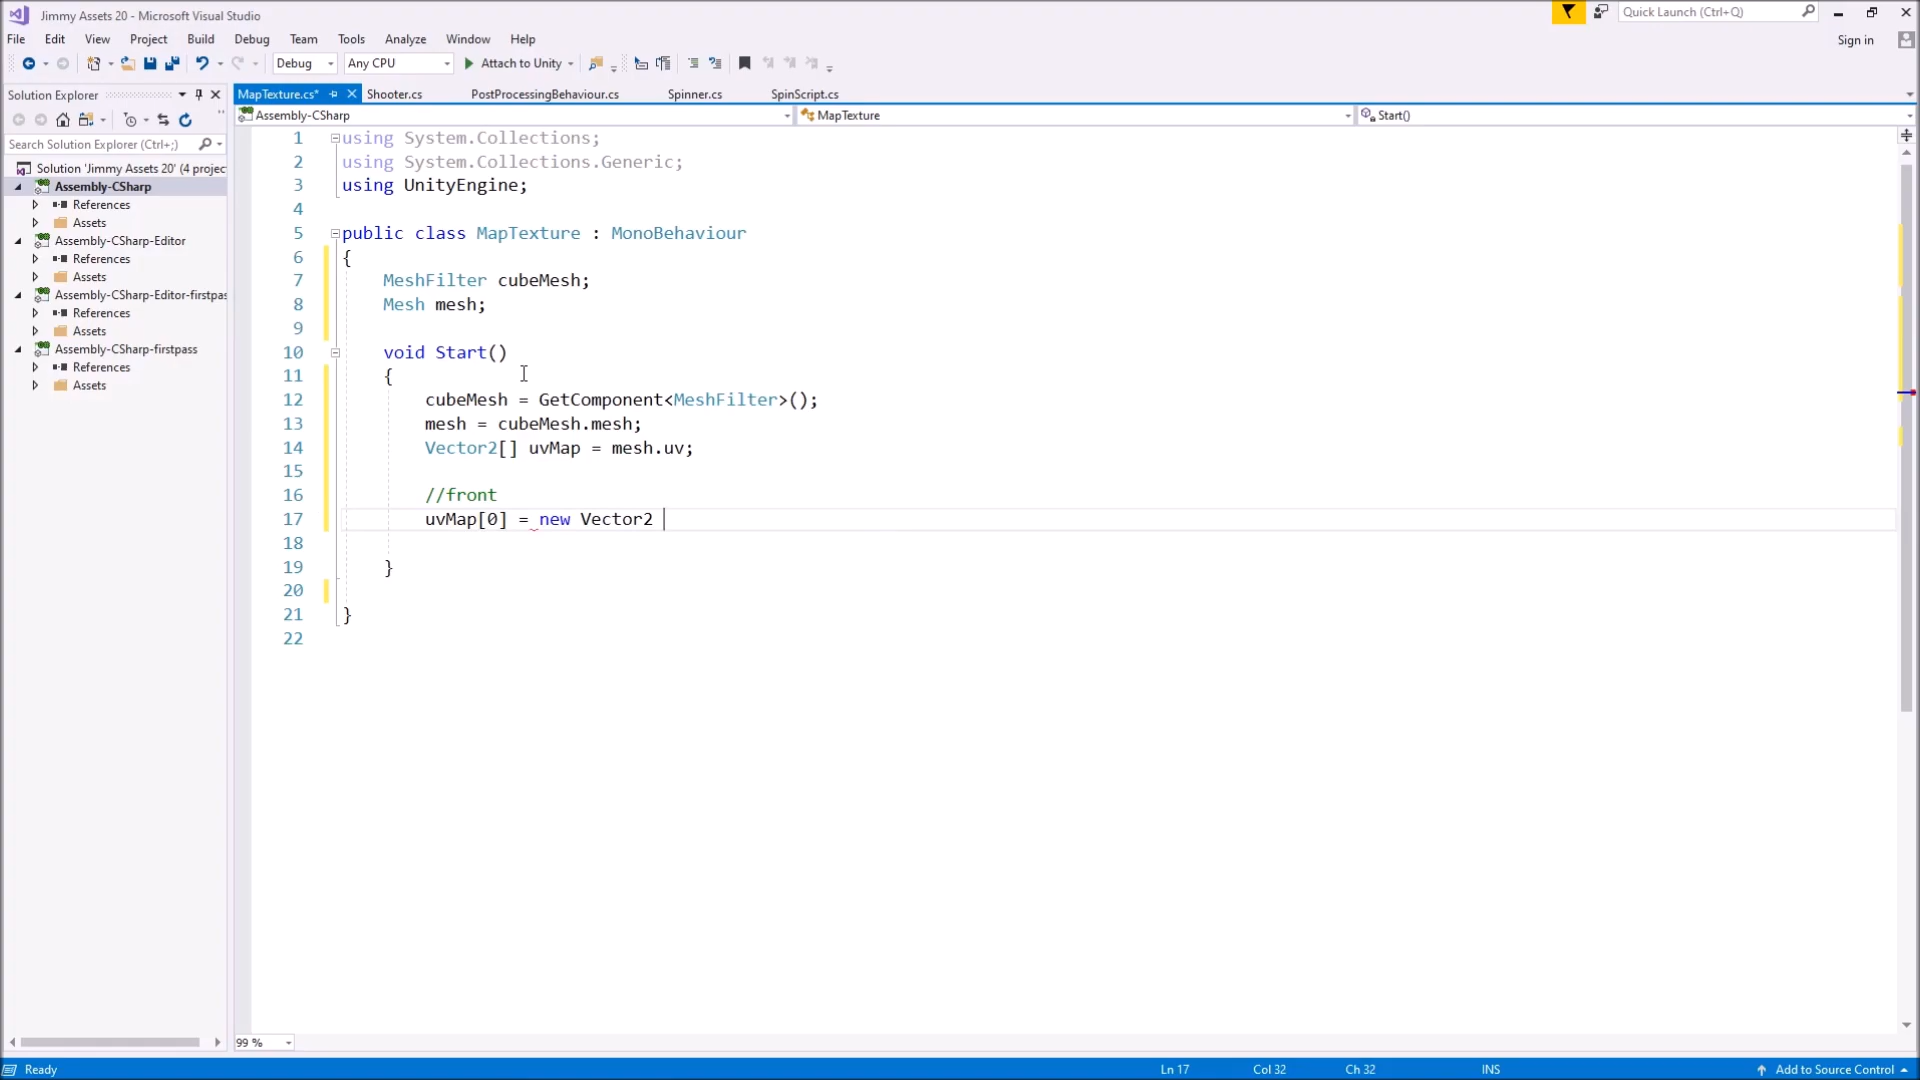 Jimmy Assets 20 - Microsoft Visual Studio
Quick Launch (Ctrl+Q)
File Edit View Project Build Debug Team Tools Analyze Window Help
Sign in
Debug Any CPU Attach to Unity
Solution Explorer
MapTexture.cs* Shooter.cs PostProcessingBehaviour.cs Spinner.cs SpinScript.cs
Assembly-CSharp MapTexture Start()
Search Solution Explorer (Ctrl+;)
Solution 'Jimmy Assets 20' (4 projec
Assembly-CSharp
References
Assets
Assembly-CSharp-Editor
References
Assets
Assembly-CSharp-Editor-firstpas
References
Assets
Assembly-CSharp-firstpass
References
Assets
1 using System.Collections;
2 using System.Collections.Generic;
3 using UnityEngine;
4
5 public class MapTexture : MonoBehaviour
6 {
7 MeshFilter cubeMesh;
8 Mesh mesh;
9
10 void Start()
11 {
12 cubeMesh = GetComponent<MeshFilter>();
13 mesh = cubeMesh.mesh;
14 Vector2[] uvMap = mesh.uv;
15
16 //front
17 uvMap[0] = new Vector2
18
19 }
20
21 }
22
99 %
Ready Ln 17 Col 32 Ch 32 INS Add to Source Control